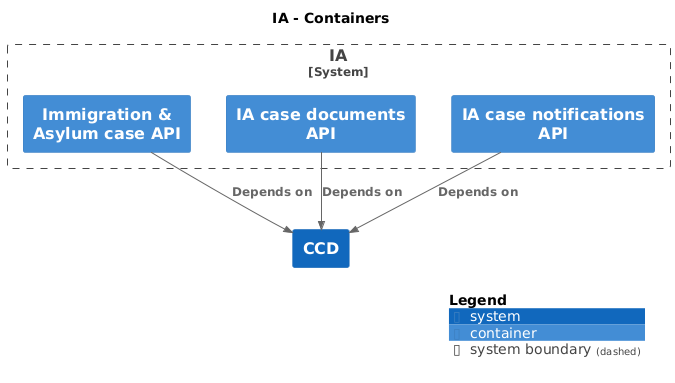 IA - Containers
IA
[System]
Immigration &
Asylum case API
IA case documents
API
IA case notifications
API
Depends on
Depends on
Depends on
CCD
Legend
system
container
system boundary (dashed)